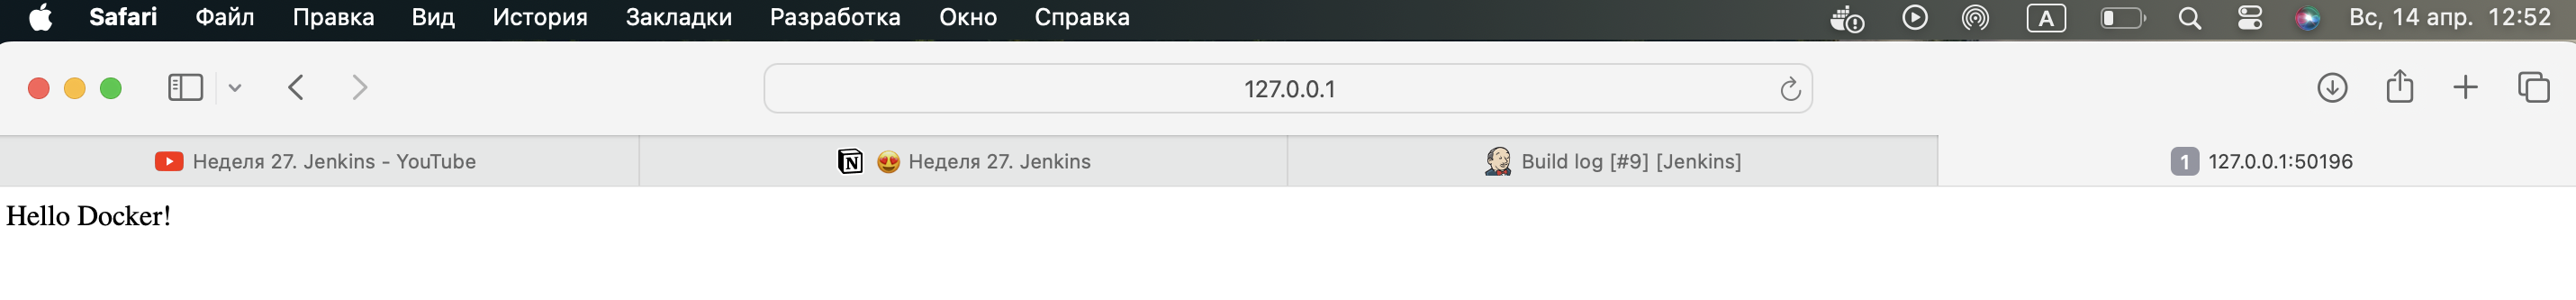 Safari Файл Правка Вид История Закладки Разработка Окно Справка A Вс, 14 апр. 12:52
127.0.0.1
Неделя 27. Jenkins - YouTube N Неделя 27. Jenkins Build log [#9] [Jenkins] 1 127.0.0.1:50196
Hello Docker!